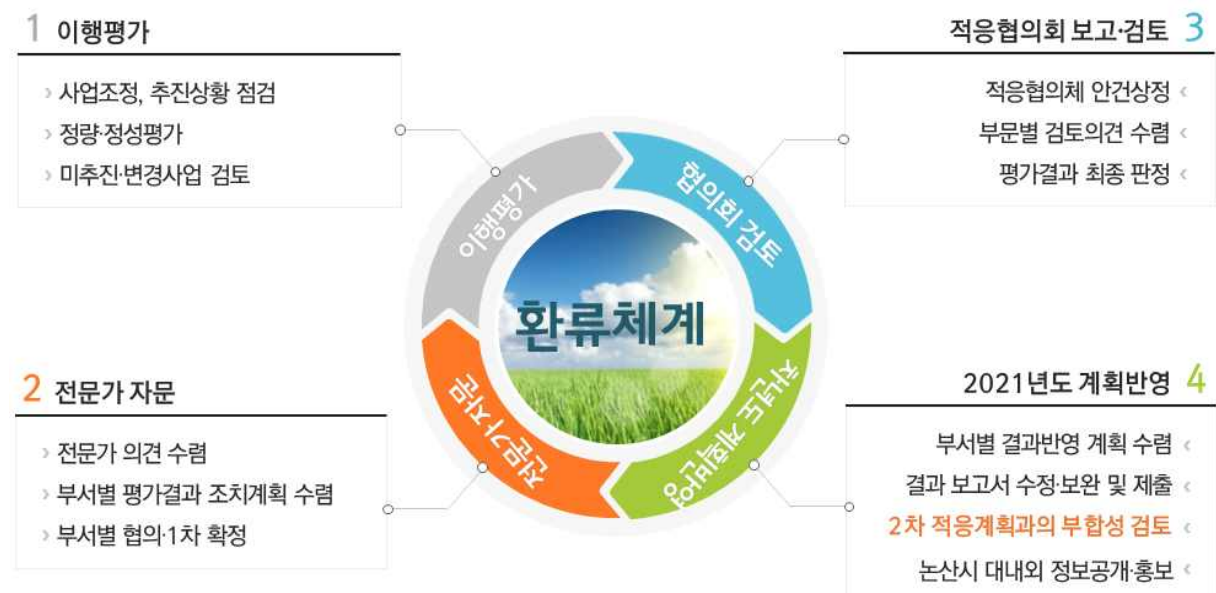 1 이행평가
› 사업조정, 추진상황 점검
› 정량·정성평가
› 미추진·변경사업 검토
2 전문가 자문
› 전문가 의견 수렴
› 부서별 평가결과 조치계획 수렴
› 부서별 협의·1차 확정
적응협의회 보고·검토 3
적응협의체 안건상정 ‹
부문별 검토의견 수렴 ‹
평가결과 최종 판정 ‹
2021년도 계획반영 4
부서별 결과반영 계획 수렴 ‹
결과 보고서 수정·보완 및 제출 ‹
2차 적응계획과의 부합성 검토 ‹
논산시 대내외 정보공개·홍보 ‹
이행평가
협의회 검토
차년도 계획반영
전문가 자문
환류체계